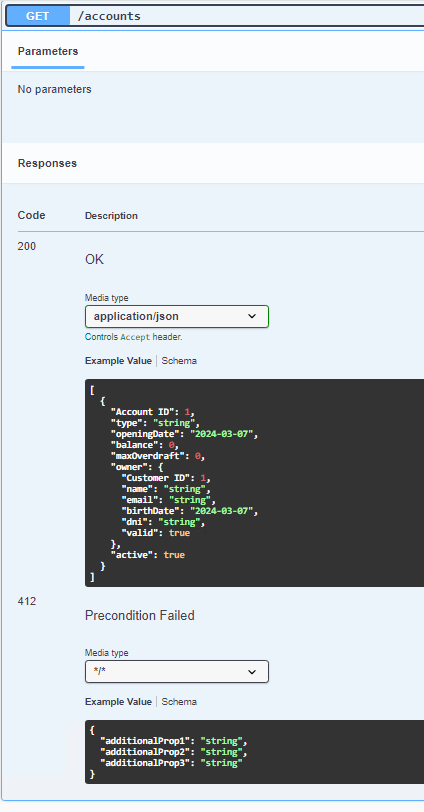 GET /accounts
Parameters
No parameters
Responses
Code Description
200
OK
Media type
application/json
Controls Accept header.
Example Value Schema
[
  {
    "Account ID": 1,
    "type": "string",
    "openingDate": "2024-03-07",
    "balance": 0,
    "maxOverdraft": 0,
    "owner": {
      "Customer ID": 1,
      "name": "string",
      "email": "string",
      "birthDate": "2024-03-07",
      "dni": "string",
      "valid": true
    },
    "active": true
  }
]
412
Precondition Failed
Media type
*/*
Example Value Schema
{
  "additionalProp1": "string",
  "additionalProp2": "string",
  "additionalProp3": "string"
}